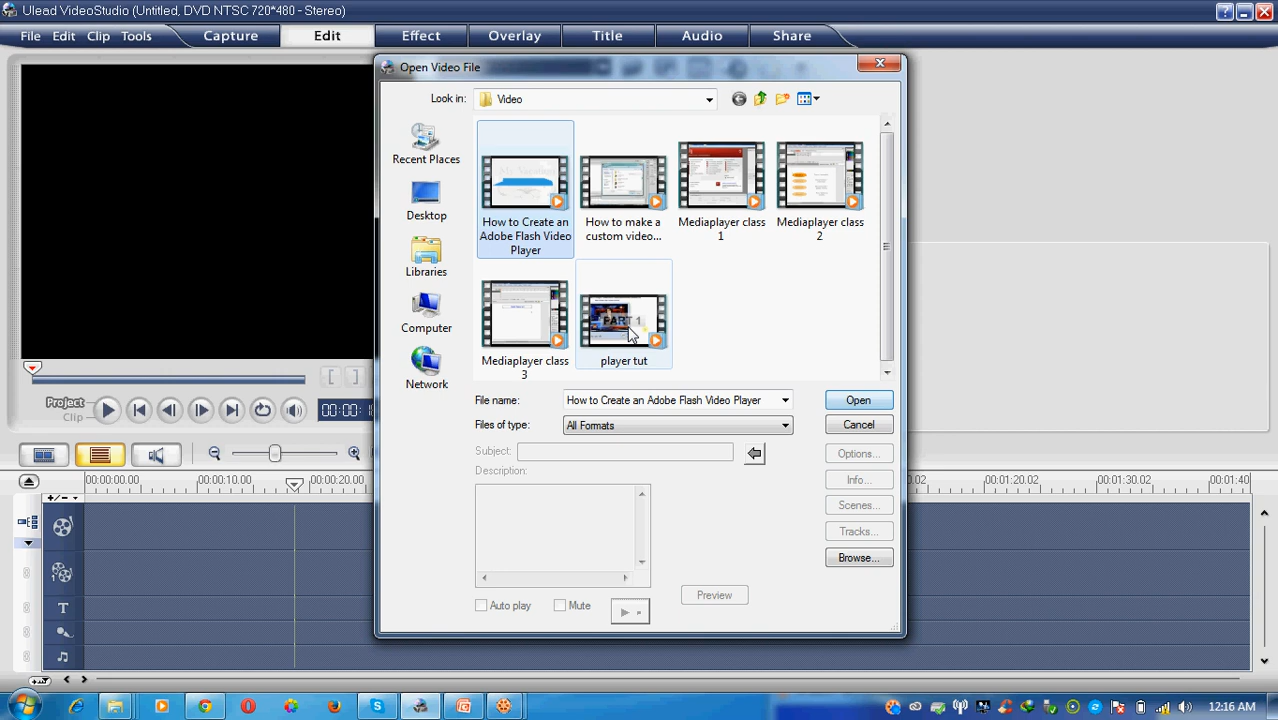 Ulead VideoStudio (Untitled, DVD NTSC 720*480 - Stereo)
File Edit Clip Tools Capture Edit Effect Overlay Title Audio Share
Open Video File
Look in: Video
Recent Places
Desktop
Libraries
Computer
Network
How to Create an
Adobe Flash Video
Player
How to make a
custom video...
Mediaplayer class
1
Mediaplayer class
2
Mediaplayer class
3
PART 1
player tut
File name: How to Create an Adobe Flash Video Player Open
Files of type: All Formats Cancel
Subject: Options...
Description: Info...
Scenes...
Tracks...
Browse...
Auto play Mute Preview
Project
Clip
00:00:00.00 00:00:10.00 00:00:20.00 00:01:20.02 00:01:30.02 00:01:40
T
12:16 AM